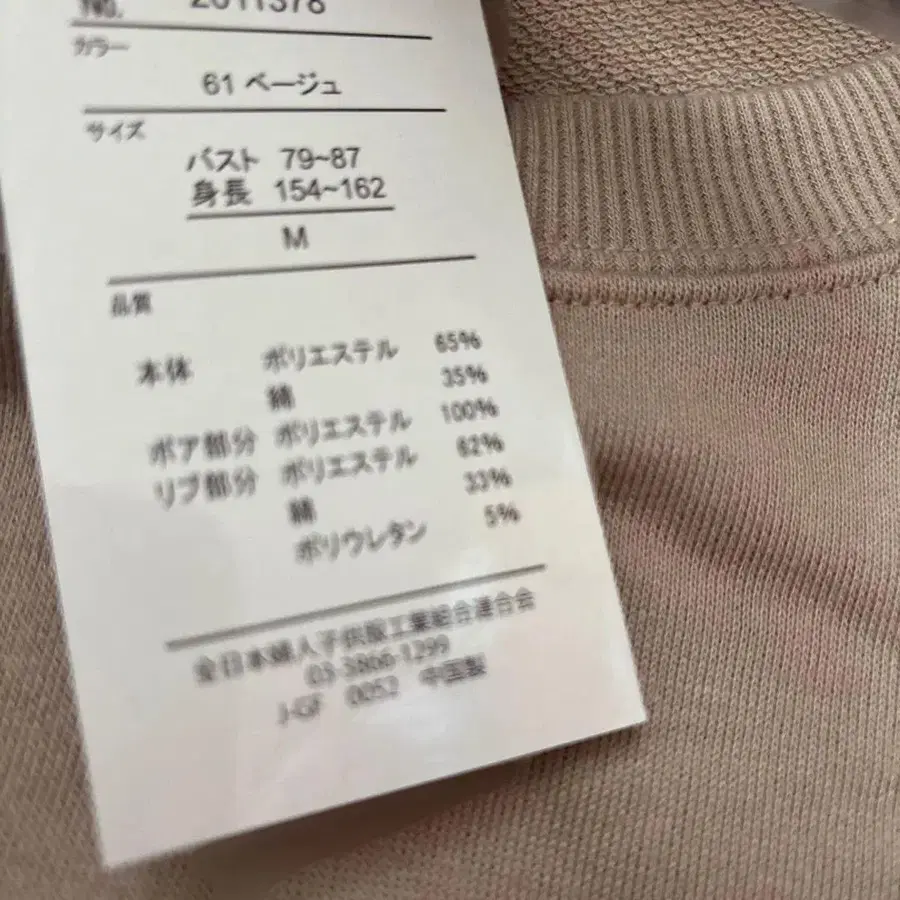 No. 2611378
カラー
61 ベージュ
サイズ
バスト 79~87
身長 154~162
M
品質
本体 ポリエステル 65%
綿 35%
ボア部分 ポリエステル 100%
リブ部分 ポリエステル 62%
綿 33%
ポリウレタン 5%
全日本婦人子供服工業組合連合会
03-3866-1299
J-GF 0052 中国製